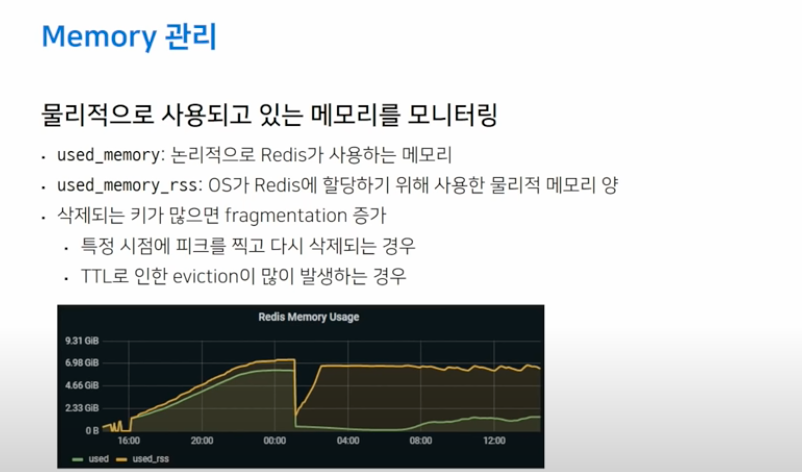 Memory 관리
물리적으로 사용되고 있는 메모리를 모니터링
• used_memory: 논리적으로 Redis가 사용하는 메모리
• used_memory_rss: OS가 Redis에 할당하기 위해 사용한 물리적 메모리 양
• 삭제되는 키가 많으면 fragmentation 증가
• 특정 시점에 피크를 찍고 다시 삭제되는 경우
• TTL로 인한 eviction이 많이 발생하는 경우
Redis Memory Usage
9.31 GiB
6.98 GiB
4.66 GiB
2.33 GiB
0 B
16:00 20:00 00:00 04:00 08:00 12:00
used used_rss